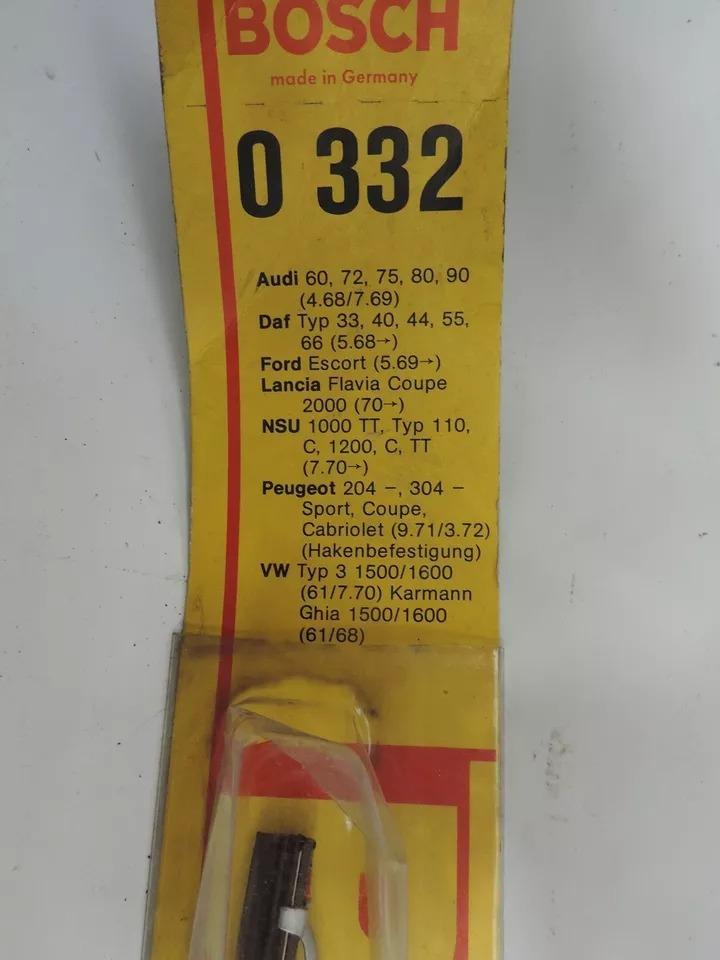 BOSCH
made in Germany
0 332
Audi 60, 72, 75, 80, 90
(4.68/7.69)
Daf Typ 33, 40, 44, 55,
66 (5.68→)
Ford Escort (5.69→)
Lancia Flavia Coupe
2000 (70→)
NSU 1000 TT, Typ 110,
C, 1200, C, TT
(7.70→)
Peugeot 204 –, 304 –
Sport, Coupe,
Cabriolet (9.71/3.72)
(Hakenbefestigung)
VW Typ 3 1500/1600
(61/7.70) Karmann
Ghia 1500/1600
(61/68)